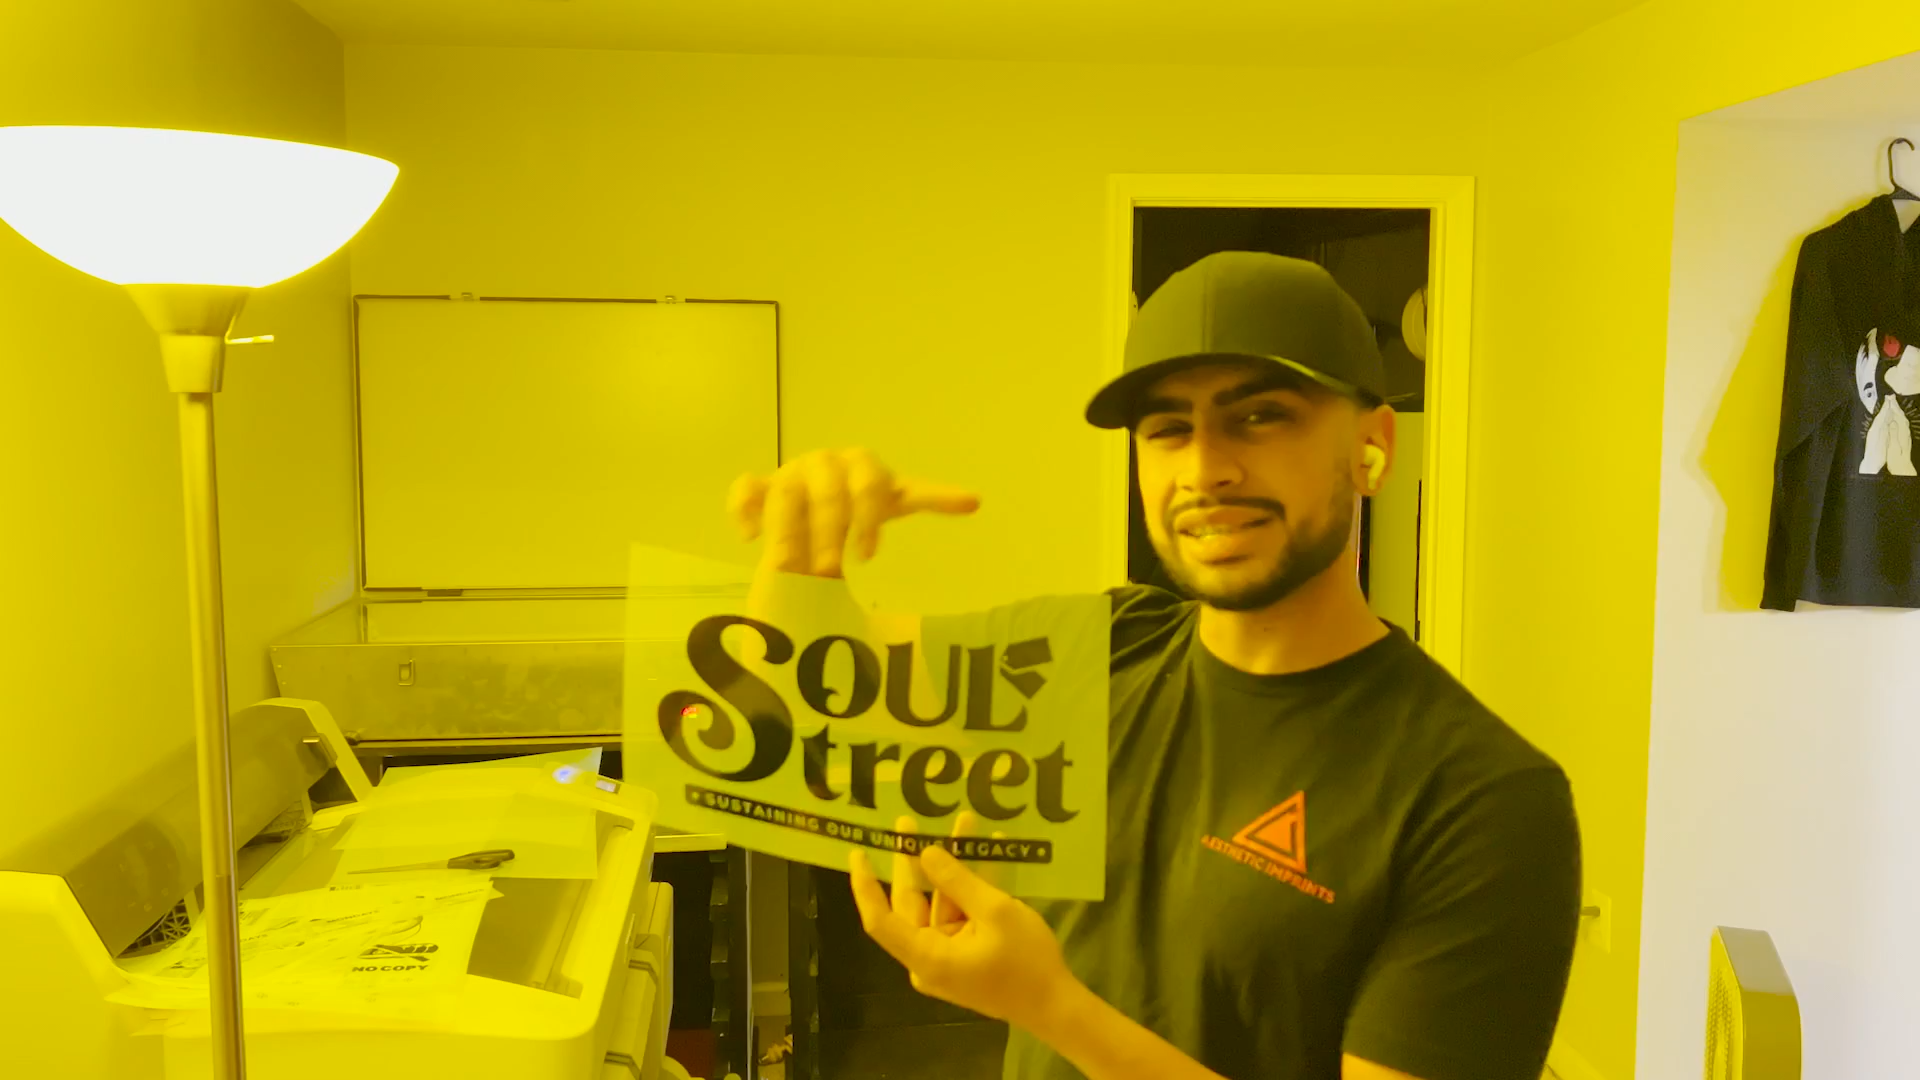 SOUL
Street
• SUSTAINING OUR UNIQUE LEGACY •
AESTHETIC IMPRINTS
NO COPY